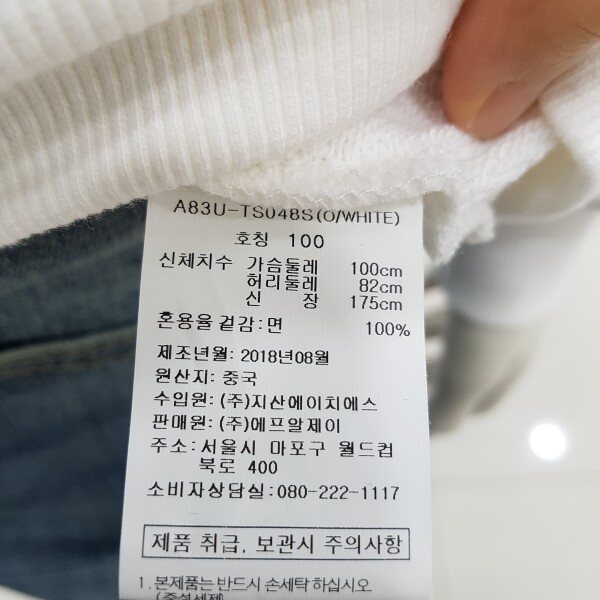 A83U-TS048S(O/WHITE)
호칭 100
신체치수 가슴둘레 100cm
허리둘레 82cm
신 장 175cm
혼용율 겉감:면 100%
제조년월: 2018년08월
원산지: 중국
수입원: (주)지산에이치에스
판매원: (주)에프알제이
주소: 서울시 마포구 월드컵
북로 400
소비자상담실: 080-222-1117
제품 취급, 보관시 주의사항
1. 본제품는 반드시 손세탁 하십시오
(중성세제)